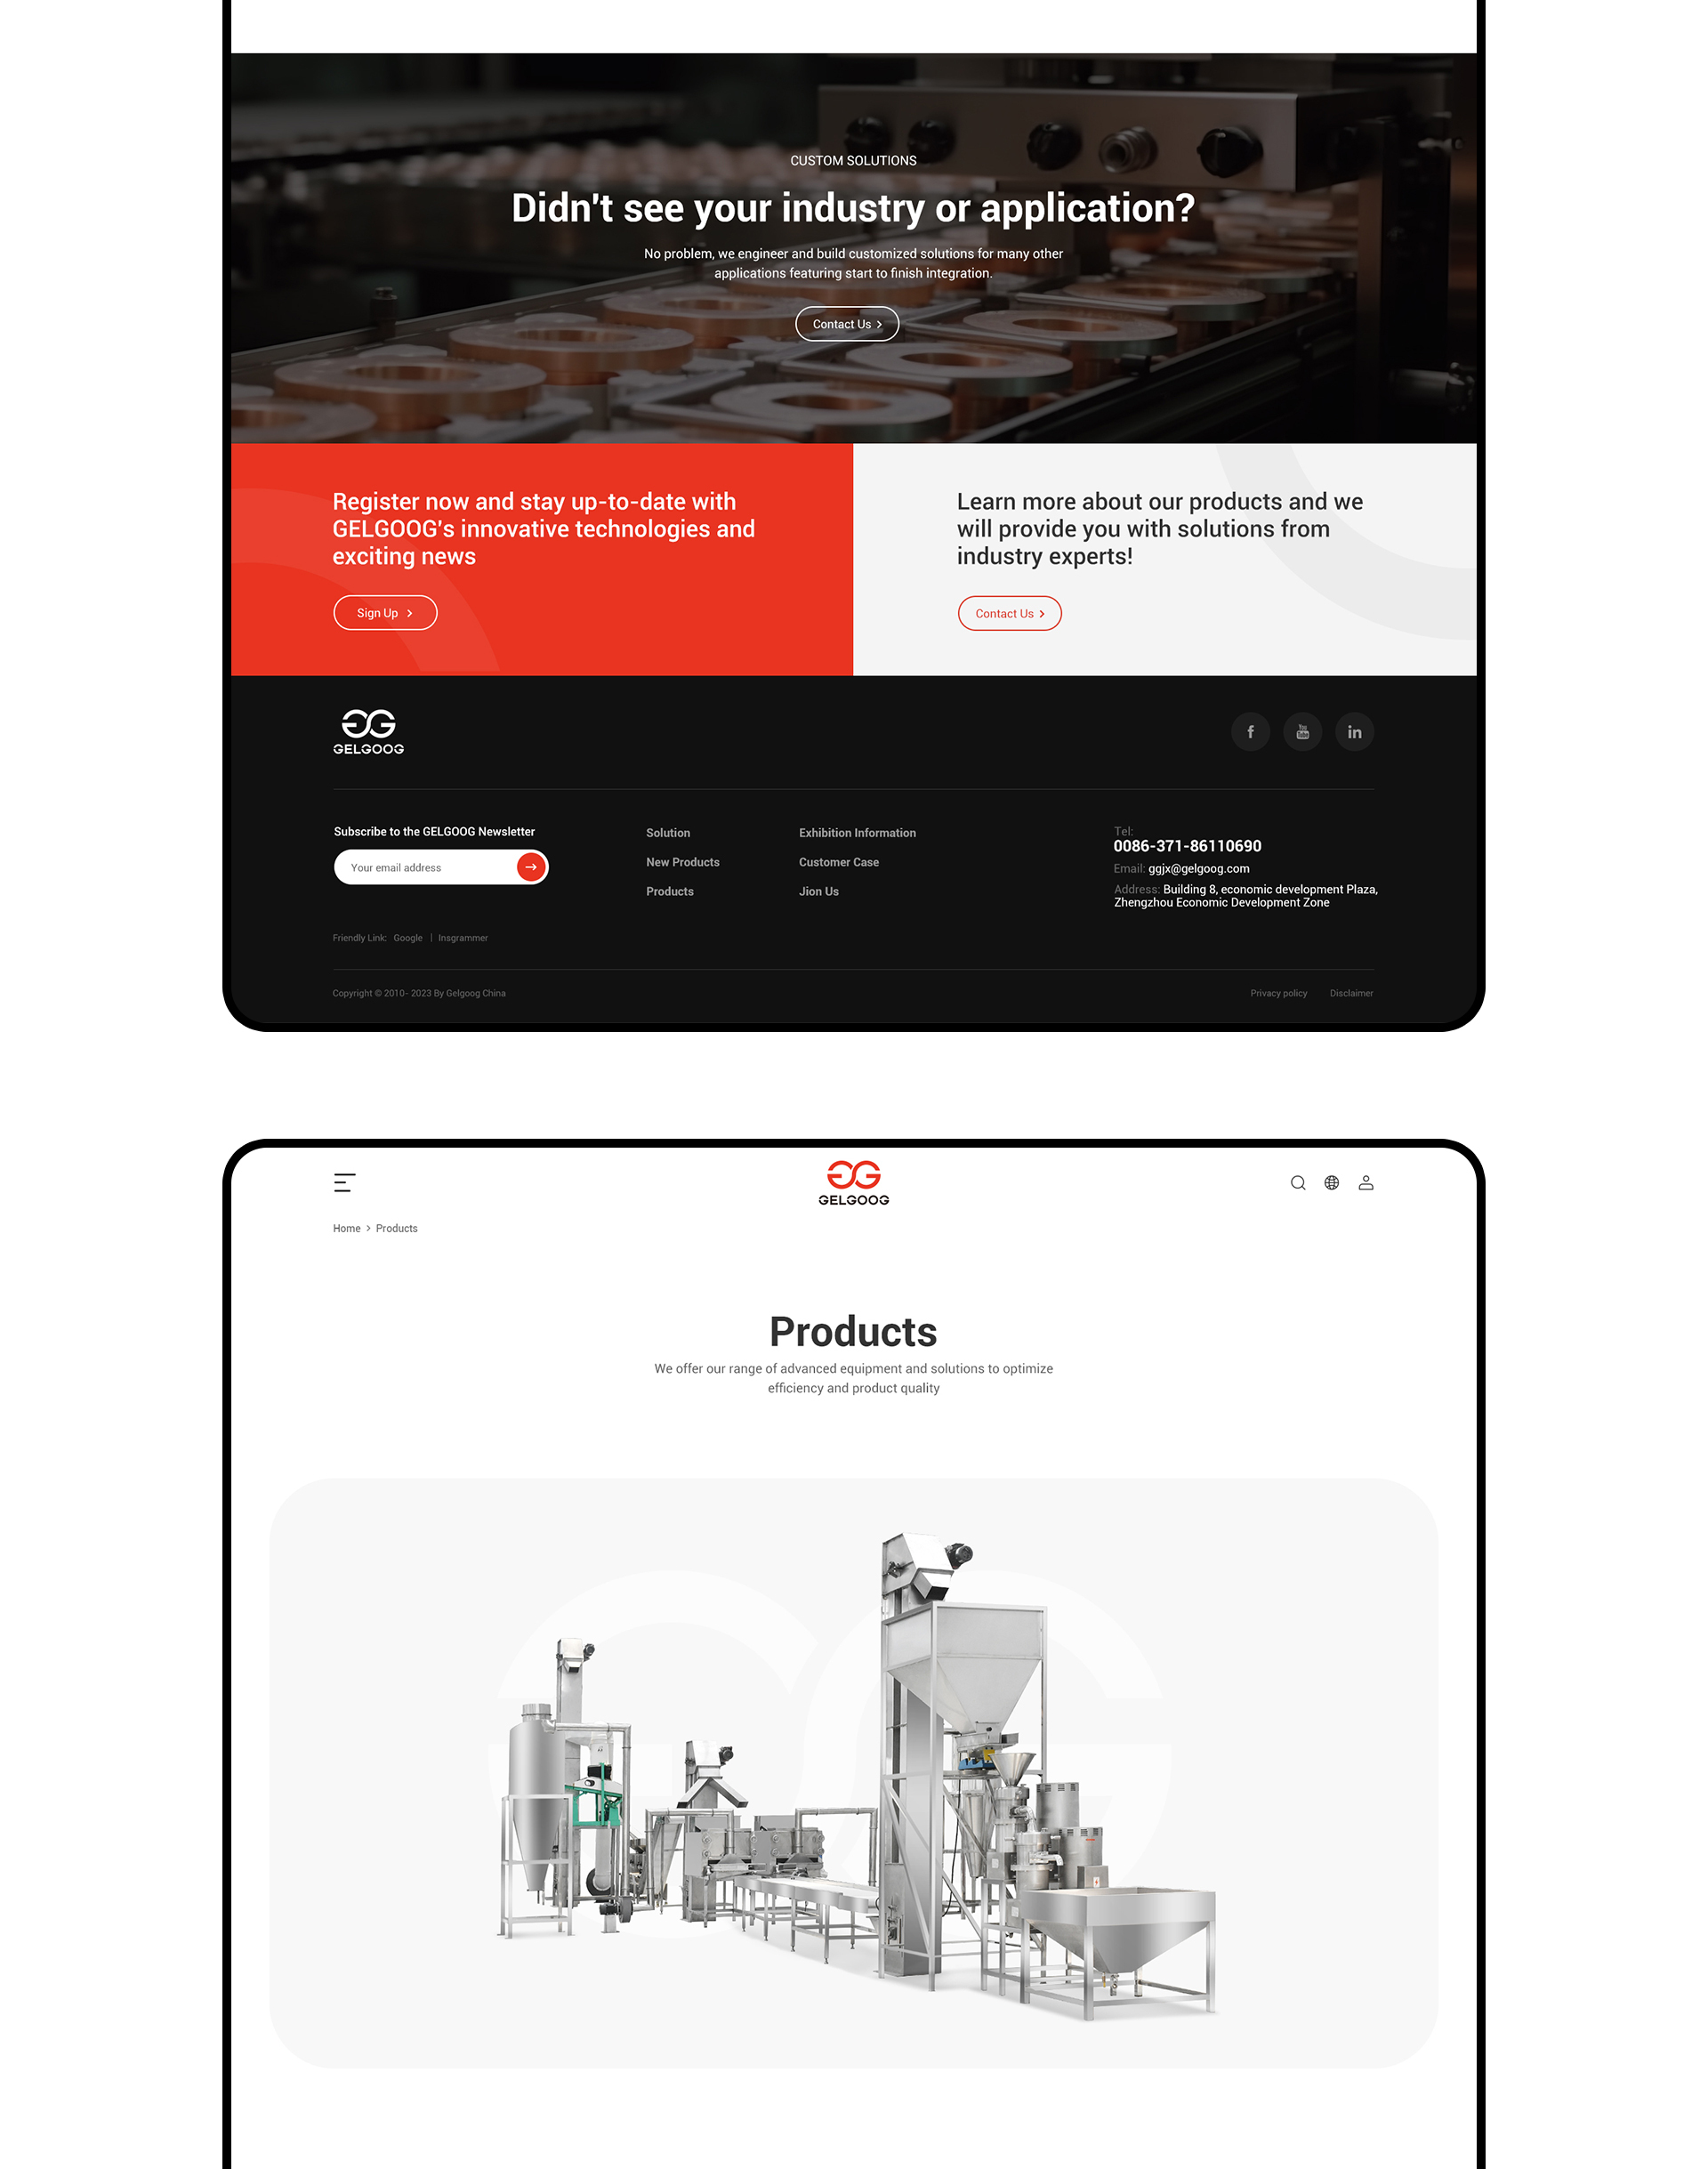 CUSTOM SOLUTIONS
Didn't see your industry or application?
No problem, we engineer and build customized solutions for many other
applications featuring start to finish integration.
Contact Us
Register now and stay up-to-date with
GELGOOG's innovative technologies and
exciting news
Sign Up
Learn more about our products and we
will provide you with solutions from
industry experts!
Contact Us
GELGOOG
f
You Tube
in
Subscribe to the GELGOOG Newsletter
Your email address
Solution
New Products
Products
Exhibition Information
Customer Case
Jion Us
Tel:
0086-371-86110690
Email: ggjx@gelgoog.com
Address: Building 8, economic development Plaza,
Zhengzhou Economic Development Zone
Friendly Link: Google | Insgrammer
Copyright © 2010- 2023 By Gelgoog China
Privacy policy
Disclaimer
GELGOOG
Home > Products
Products
We offer our range of advanced equipment and solutions to optimize
efficiency and product quality